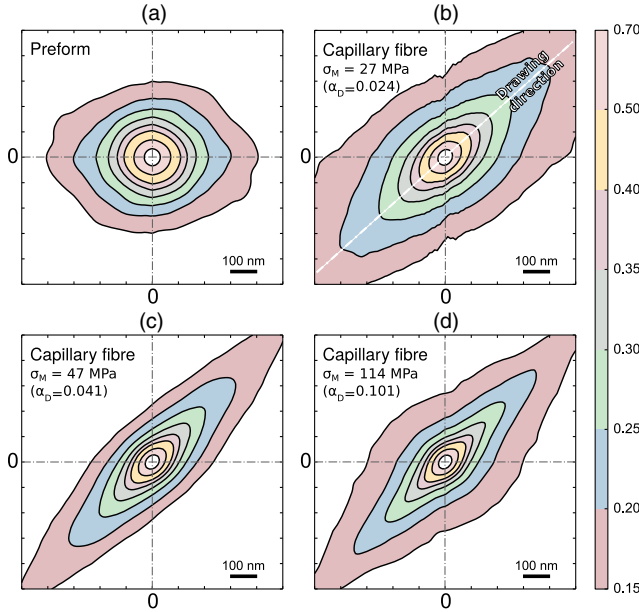 (a)
Preform
0
0
100 nm
(b)
Capillary fibre
σM = 27 MPa
(αD=0.024)
Drawing
direction
0
100 nm
(c)
Capillary fibre
σM = 47 MPa
(αD=0.041)
0
0
100 nm
(d)
Capillary fibre
σM = 114 MPa
(αD=0.101)
0
0
100 nm
0.70
0.50
0.40
0.35
0.30
0.25
0.20
0.15